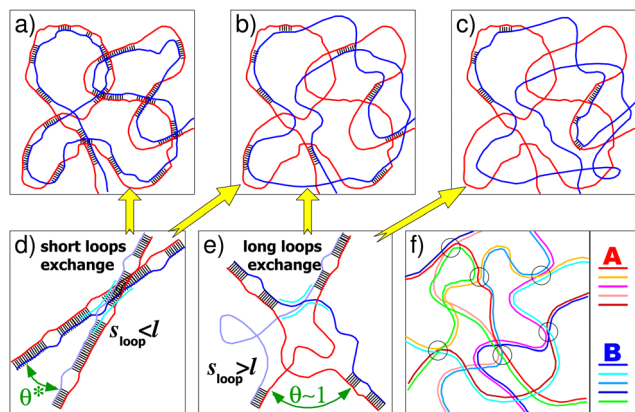 a)
b)
c)
d) short loops
exchange
s_loop<l
θ*
e) long loops
exchange
s_loop>l
θ~1
f)
A
B